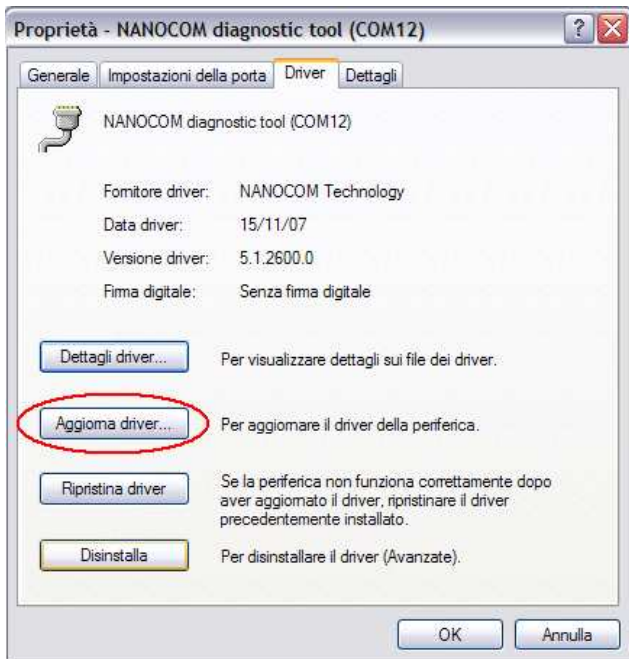 Proprietà - NANOCOM diagnostic tool (COM12)
Generale Impostazioni della porta Driver Dettagli
NANOCOM diagnostic tool (COM12)
Fornitore driver: NANOCOM Technology
Data driver: 15/11/07
Versione driver: 5.1.2600.0
Firma digitale: Senza firma digitale
Dettagli driver... Per visualizzare dettagli sui file dei driver.
Aggiorna driver... Per aggiornare il driver della periferica.
Ripristina driver Se la periferica non funziona correttamente dopo
aver aggiornato il driver, ripristinare il driver
precedentemente installato.
Disinstalla Per disinstallare il driver (Avanzate).
OK Annulla